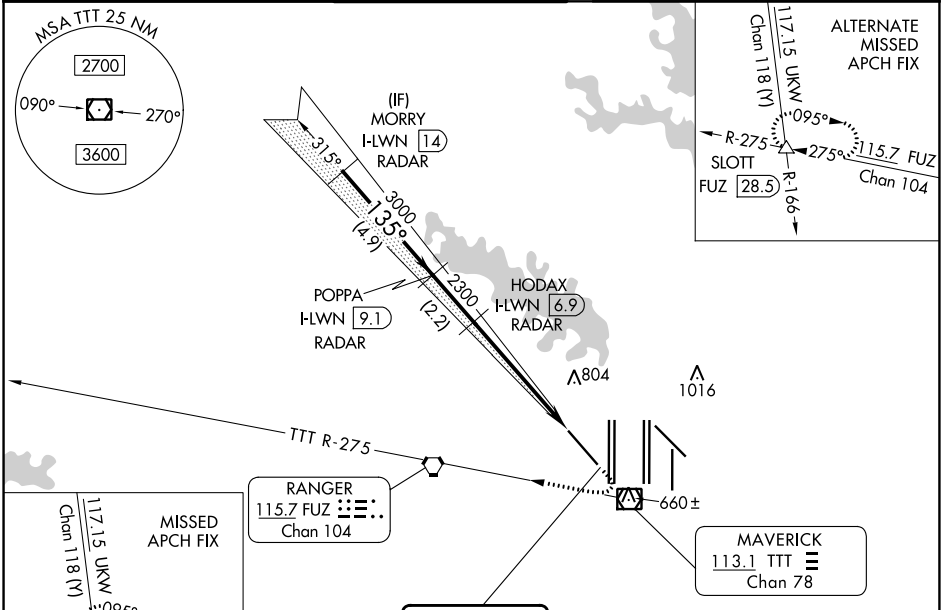 MSA TTT 25 NM
2700
090°
270°
3600
(IF)
MORRY
I-LWN 14
RADAR
315°
3000
135°
(4.9)
2300
(2.2)
POPPA
I-LWN 9.1
RADAR
HODAX
I-LWN 6.9
RADAR
804
1016
660±
TTT R-275
RANGER
115.7 FUZ
Chan 104
MAVERICK
113.1 TTT
Chan 78
ALTERNATE
MISSED
APCH FIX
117.15 UKW
Chan 118 (Y)
095°
R-275
275°
115.7 FUZ
Chan 104
SLOTT
FUZ 28.5
R-166
MISSED
APCH FIX
117.15 UKW
Chan 118 (Y)
095°